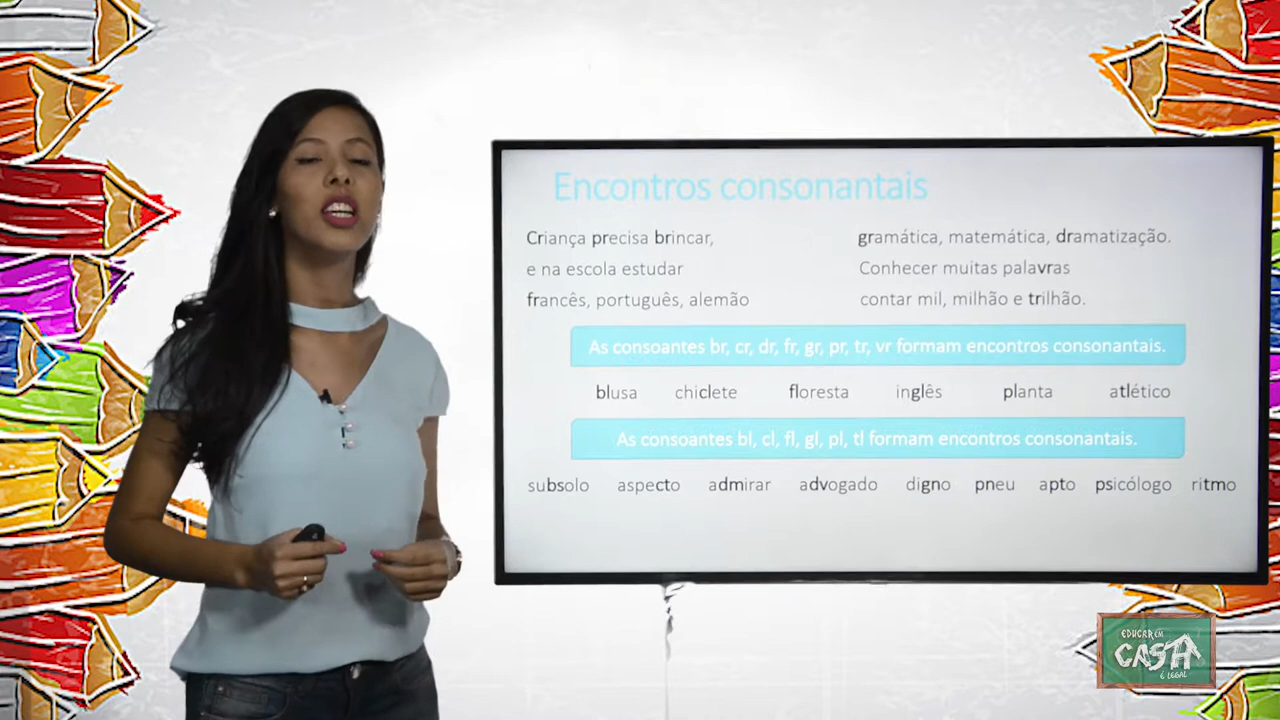 Encontros consonantais
Criança precisa brincar,
e na escola estudar
francês, português, alemão
gramática, matemática, dramatização.
Conhecer muitas palavras
contar mil, milhão e trilhão.
As consoantes br, cr, dr, fr, gr, pr, tr, vr formam encontros consonantais.
blusa chiclete floresta inglês planta atlético
As consoantes bl, cl, fl, gl, pl, tl formam encontros consonantais.
subsolo aspecto admirar advogado digno pneu apto psicólogo ritmo
EDUCAR EM
CASA
É LEGAL